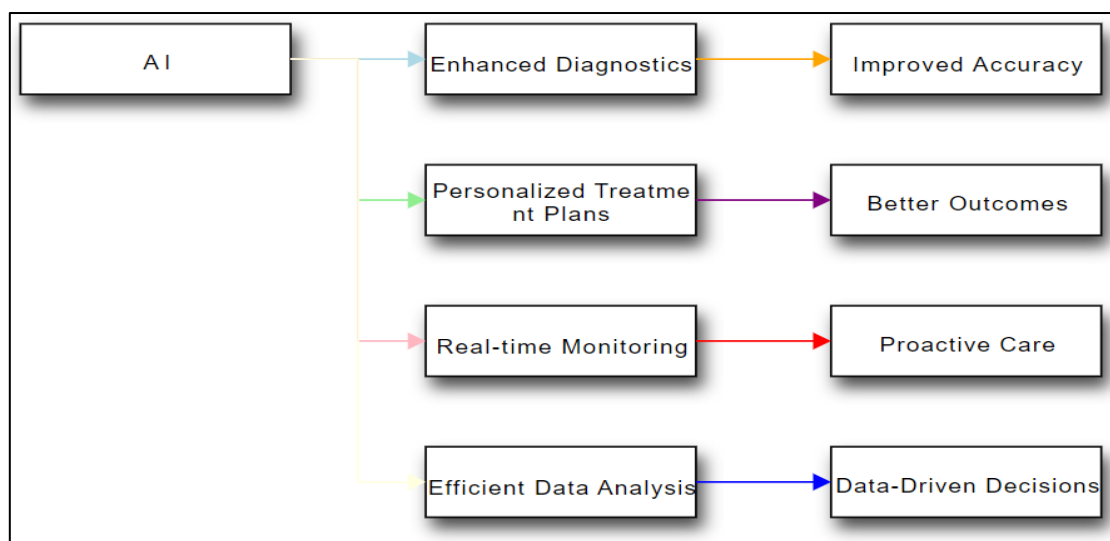 AI
Enhanced Diagnostics
Improved Accuracy
Personalized Treatme
nt Plans
Better Outcomes
Real-time Monitoring
Proactive Care
Efficient Data Analysis
Data-Driven Decisions